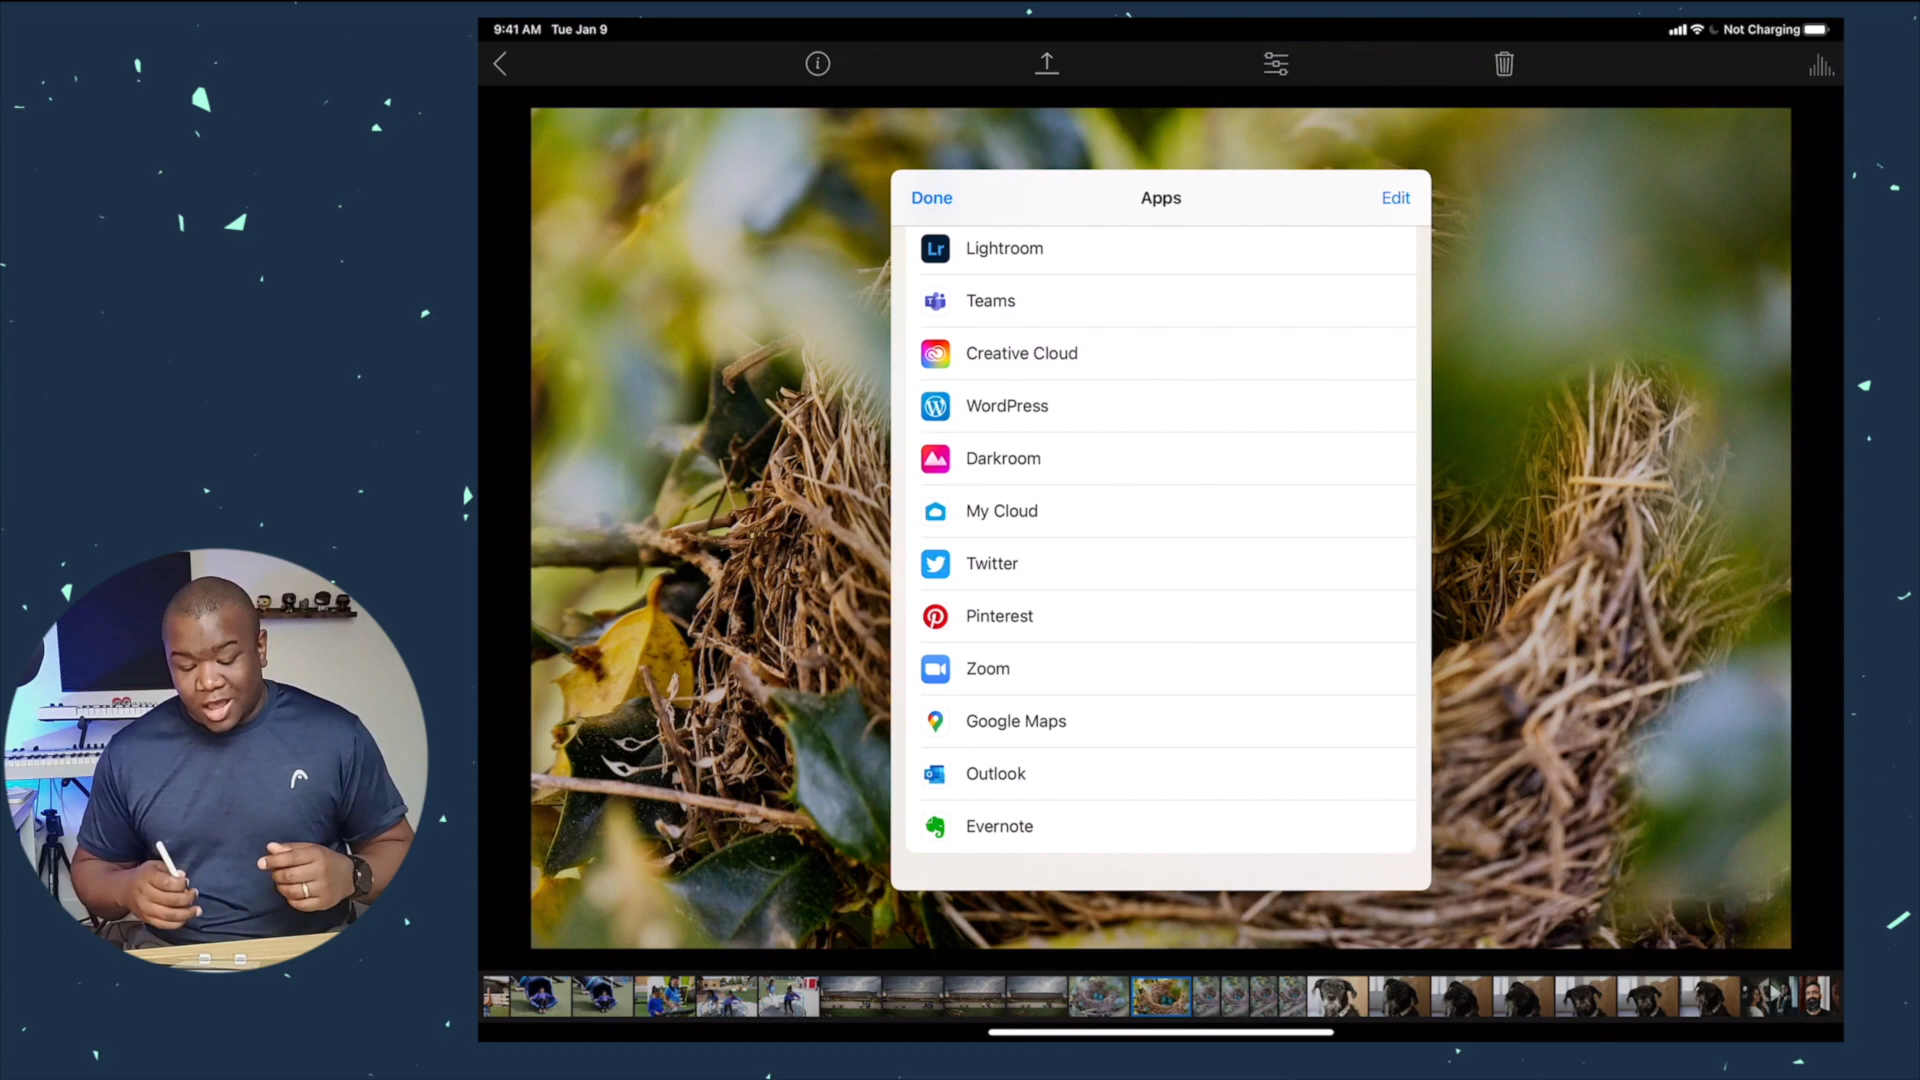 9:41 AM Tue Jan 9
Not Charging
Done Apps Edit
Lr Lightroom
Teams
Creative Cloud
WordPress
Darkroom
My Cloud
Twitter
Pinterest
Zoom
Google Maps
Outlook
Evernote